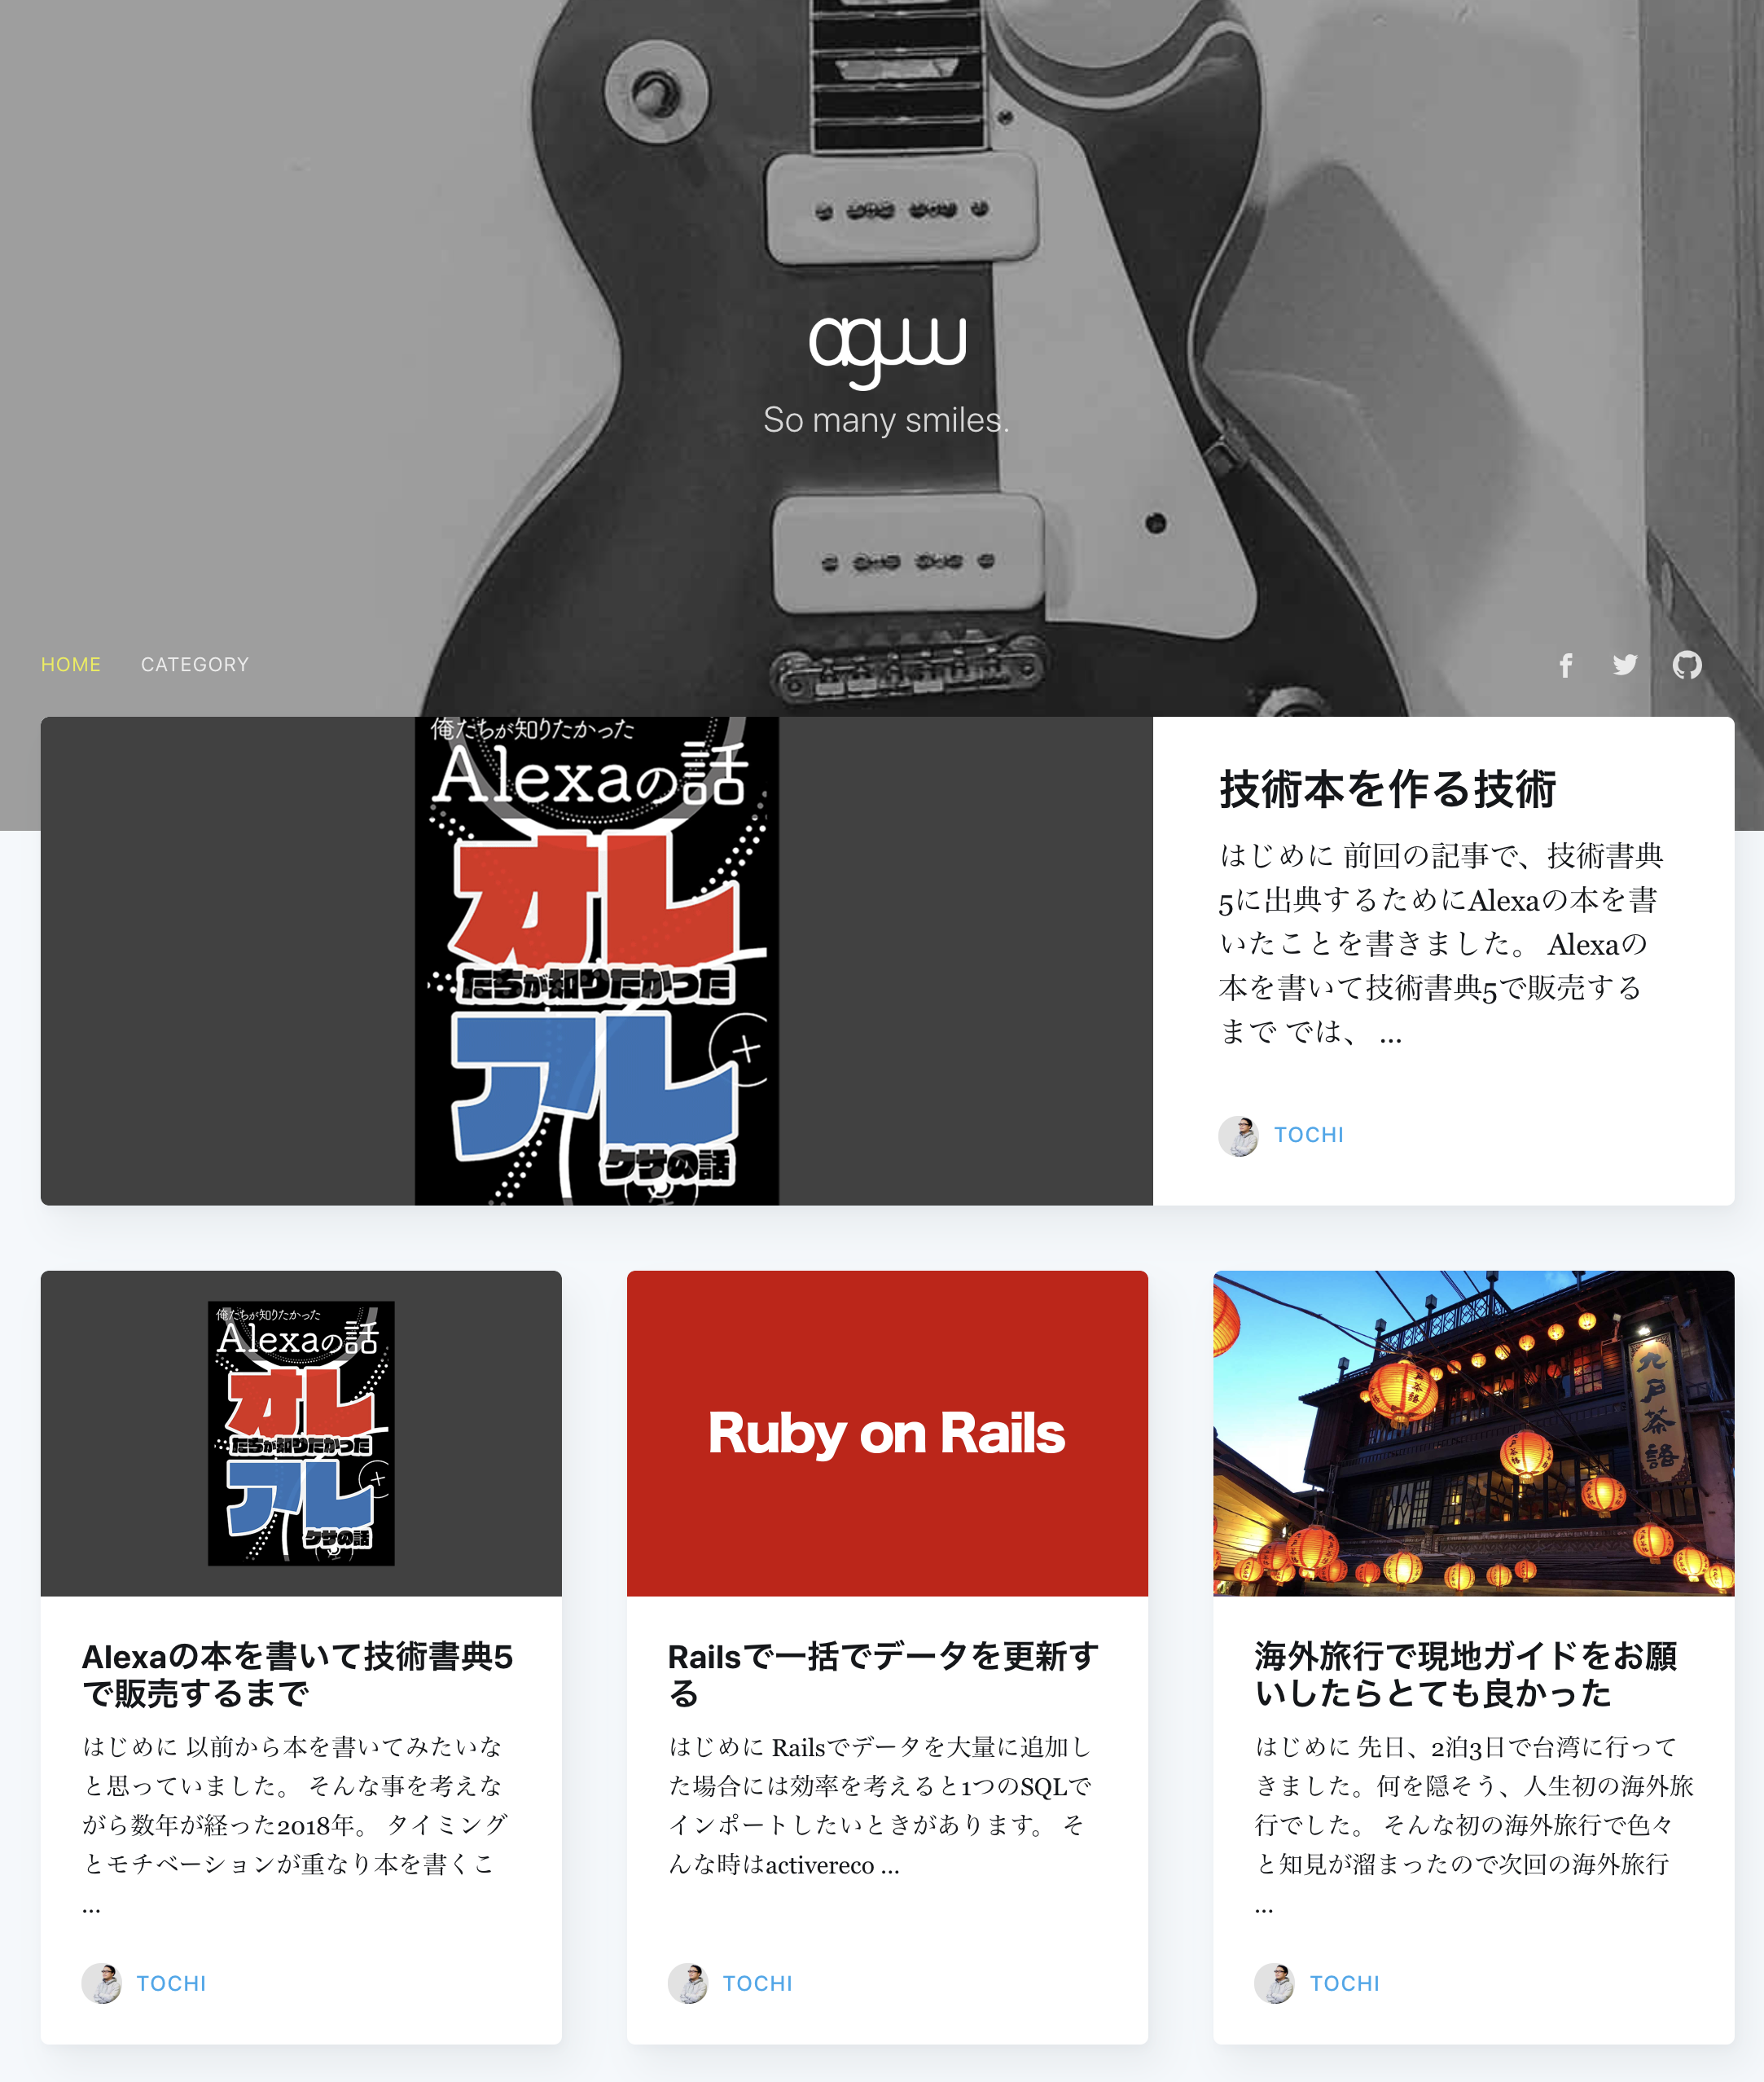 agw
So many smiles.
HOME
CATEGORY
俺たちが知りたかった
Alexaの話
オレ
たちが知りたかった
アレ
クサの話
技術本を作る技術
はじめに 前回の記事で、技術書典
5に出典するためにAlexaの本を書
いたことを書きました。 Alexaの
本を書いて技術書典5で販売する
まで では、 ...
TOCHI
俺たちが知りたかった
Alexaの話
オレ
たちが知りたかった
アレ
クサの話
Alexaの本を書いて技術書典5
で販売するまで
はじめに 以前から本を書いてみたいな
と思っていました。 そんな事を考えな
がら数年が経った2018年。 タイミング
とモチベーションが重なり本を書くこ
...
TOCHI
Ruby on Rails
Railsで一括でデータを更新す
る
はじめに Railsでデータを大量に追加し
た場合には効率を考えると1つのSQLで
インポートしたいときがあります。 そ
んな時はactivereco ...
TOCHI
九戸茶語
海外旅行で現地ガイドをお願
いしたらとても良かった
はじめに 先日、2泊3日で台湾に行って
きました。何を隠そう、人生初の海外旅
行でした。 そんな初の海外旅行で色々
と知見が溜まったので次回の海外旅行
...
TOCHI